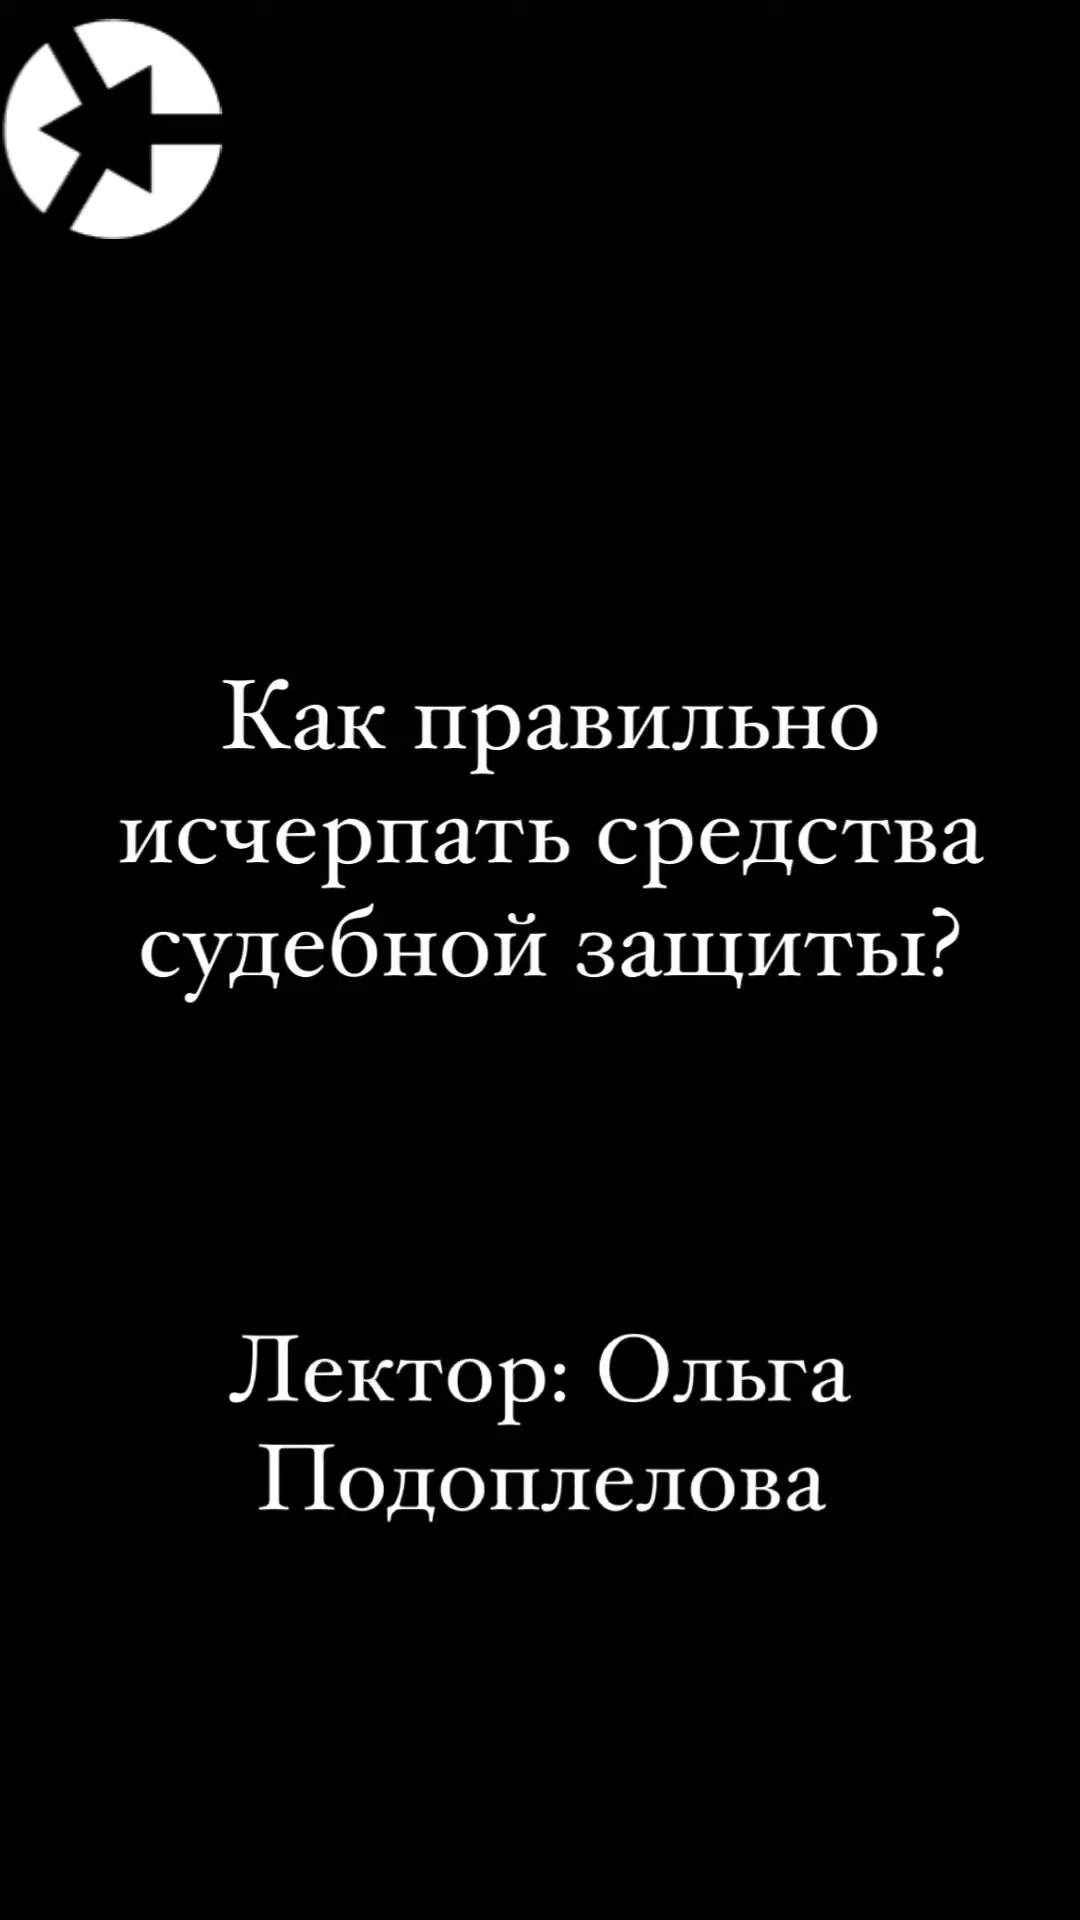 Как правильно
исчерпать средства
судебной защиты?
Лектор: Ольга
Подоплелова